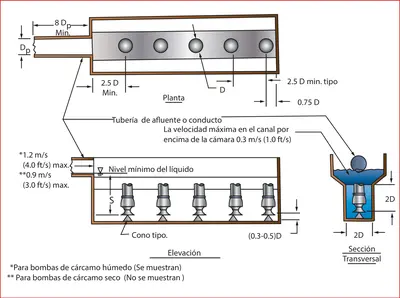 8 Dp
Min.
Dp
2.5 D
Min.
D
2.5 D min. tipo
Planta
0.75 D
Tubería de afluente o conducto
La velocidad máxima en el canal por
encima de la cámara 0.3 m/s (1.0 ft/s)
*1.2 m/s
(4.0 ft/s) max.
**0.9 m/s
(3.0 ft/s) max.
Nivel mínimo del líquido
S
2D
Cono tipo.
(0.3-0.5)D
2D
Elevación
Sección
Transversal
*Para bombas de cárcamo húmedo (Se muestran)
** Para bombas de cárcamo seco (No se muestran )